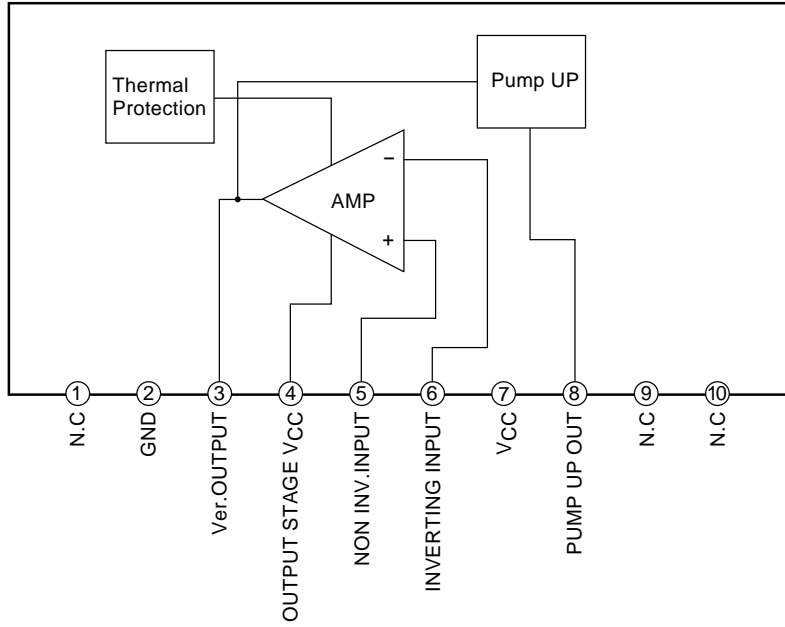 Thermal
Protection
Pump UP
AMP
−
+
1
2
3
4
5
6
7
8
9
10
N.C
GND
Ver.OUTPUT
OUTPUT STAGE VCC
NON INV.INPUT
INVERTING INPUT
VCC
PUMP UP OUT
N.C
N.C